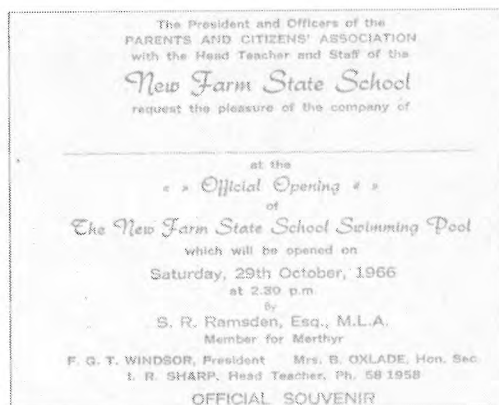 The President and Officers of the
PARENTS AND CITIZENS' ASSOCIATION
with the Head Teacher and Staff of the
New Farm State School
request the pleasure of the company of
at the
« » Official Opening « »
of
The New Farm State School Swimming Pool
which will be opened on
Saturday, 29th October, 1966
at 2.30 p.m
By
S. R. Ramsden, Esq., M.L.A.
Member for Merthyr
F. G. T. WINDSOR, President Mrs. B. OXLADE, Hon. Sec.
I. R. SHARP, Head Teacher, Ph. 58 1958
OFFICIAL SOUVENIR